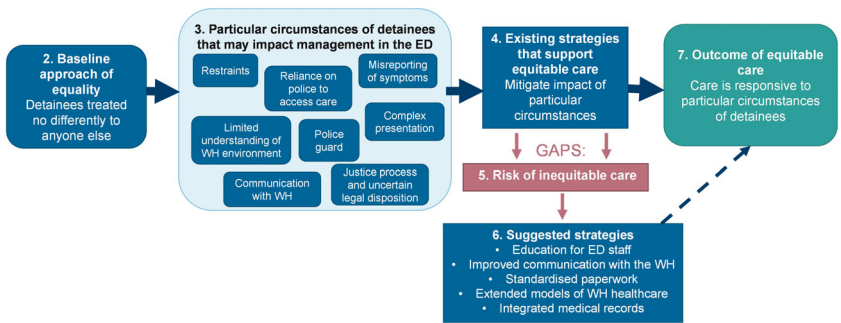 2. Baseline
approach of
equality
Detainees treated
no differently to
anyone else
3. Particular circumstances of detainees
that may impact management in the ED
Restraints
Reliance on
police to
access care
Misreporting
of symptoms
Limited
understanding of
WH environment
Police
guard
Complex
presentation
Communication
with WH
Justice process
and uncertain
legal disposition
4. Existing strategies
that support
equitable care
Mitigate impact of
particular
circumstances
GAPS:
5. Risk of inequitable care
6. Suggested strategies
• Education for ED staff
• Improved communication with the WH
• Standardised paperwork
• Extended models of WH healthcare
• Integrated medical records
7. Outcome of equitable
care
Care is responsive to
particular circumstances
of detainees